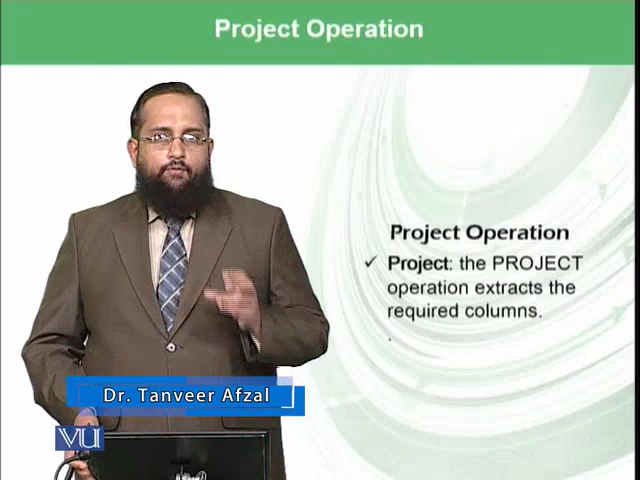 Project Operation
Project Operation
✓ Project: the PROJECT
operation extracts the
required columns.
.
Dr. Tanveer Afzal
VU